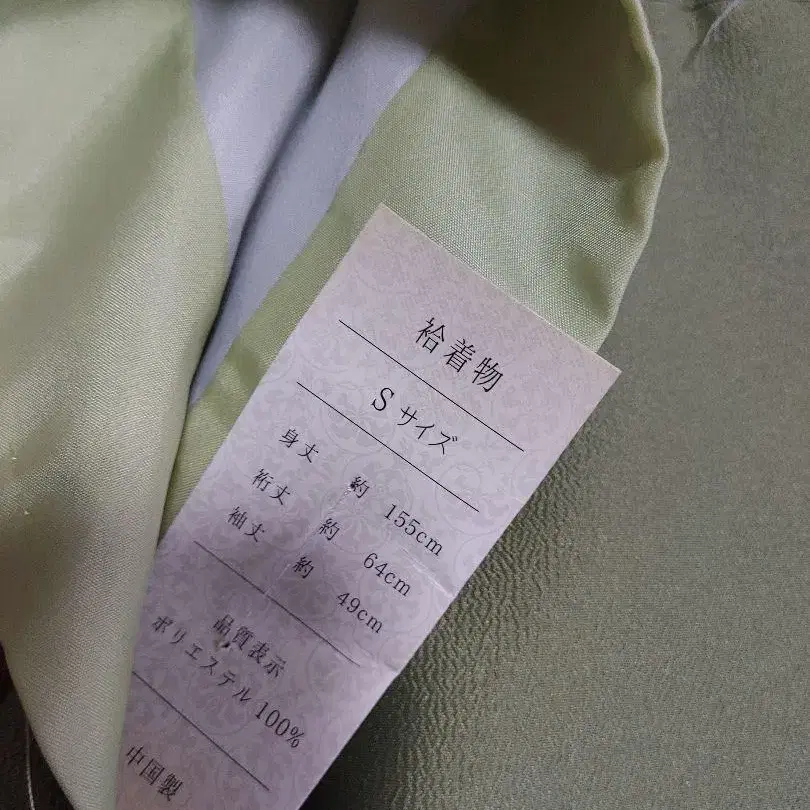 袷着物
Sサイズ
身丈 約 155cm
裄丈 約 64cm
袖丈 約 49cm
品質表示
ポリエステル100%
中国製